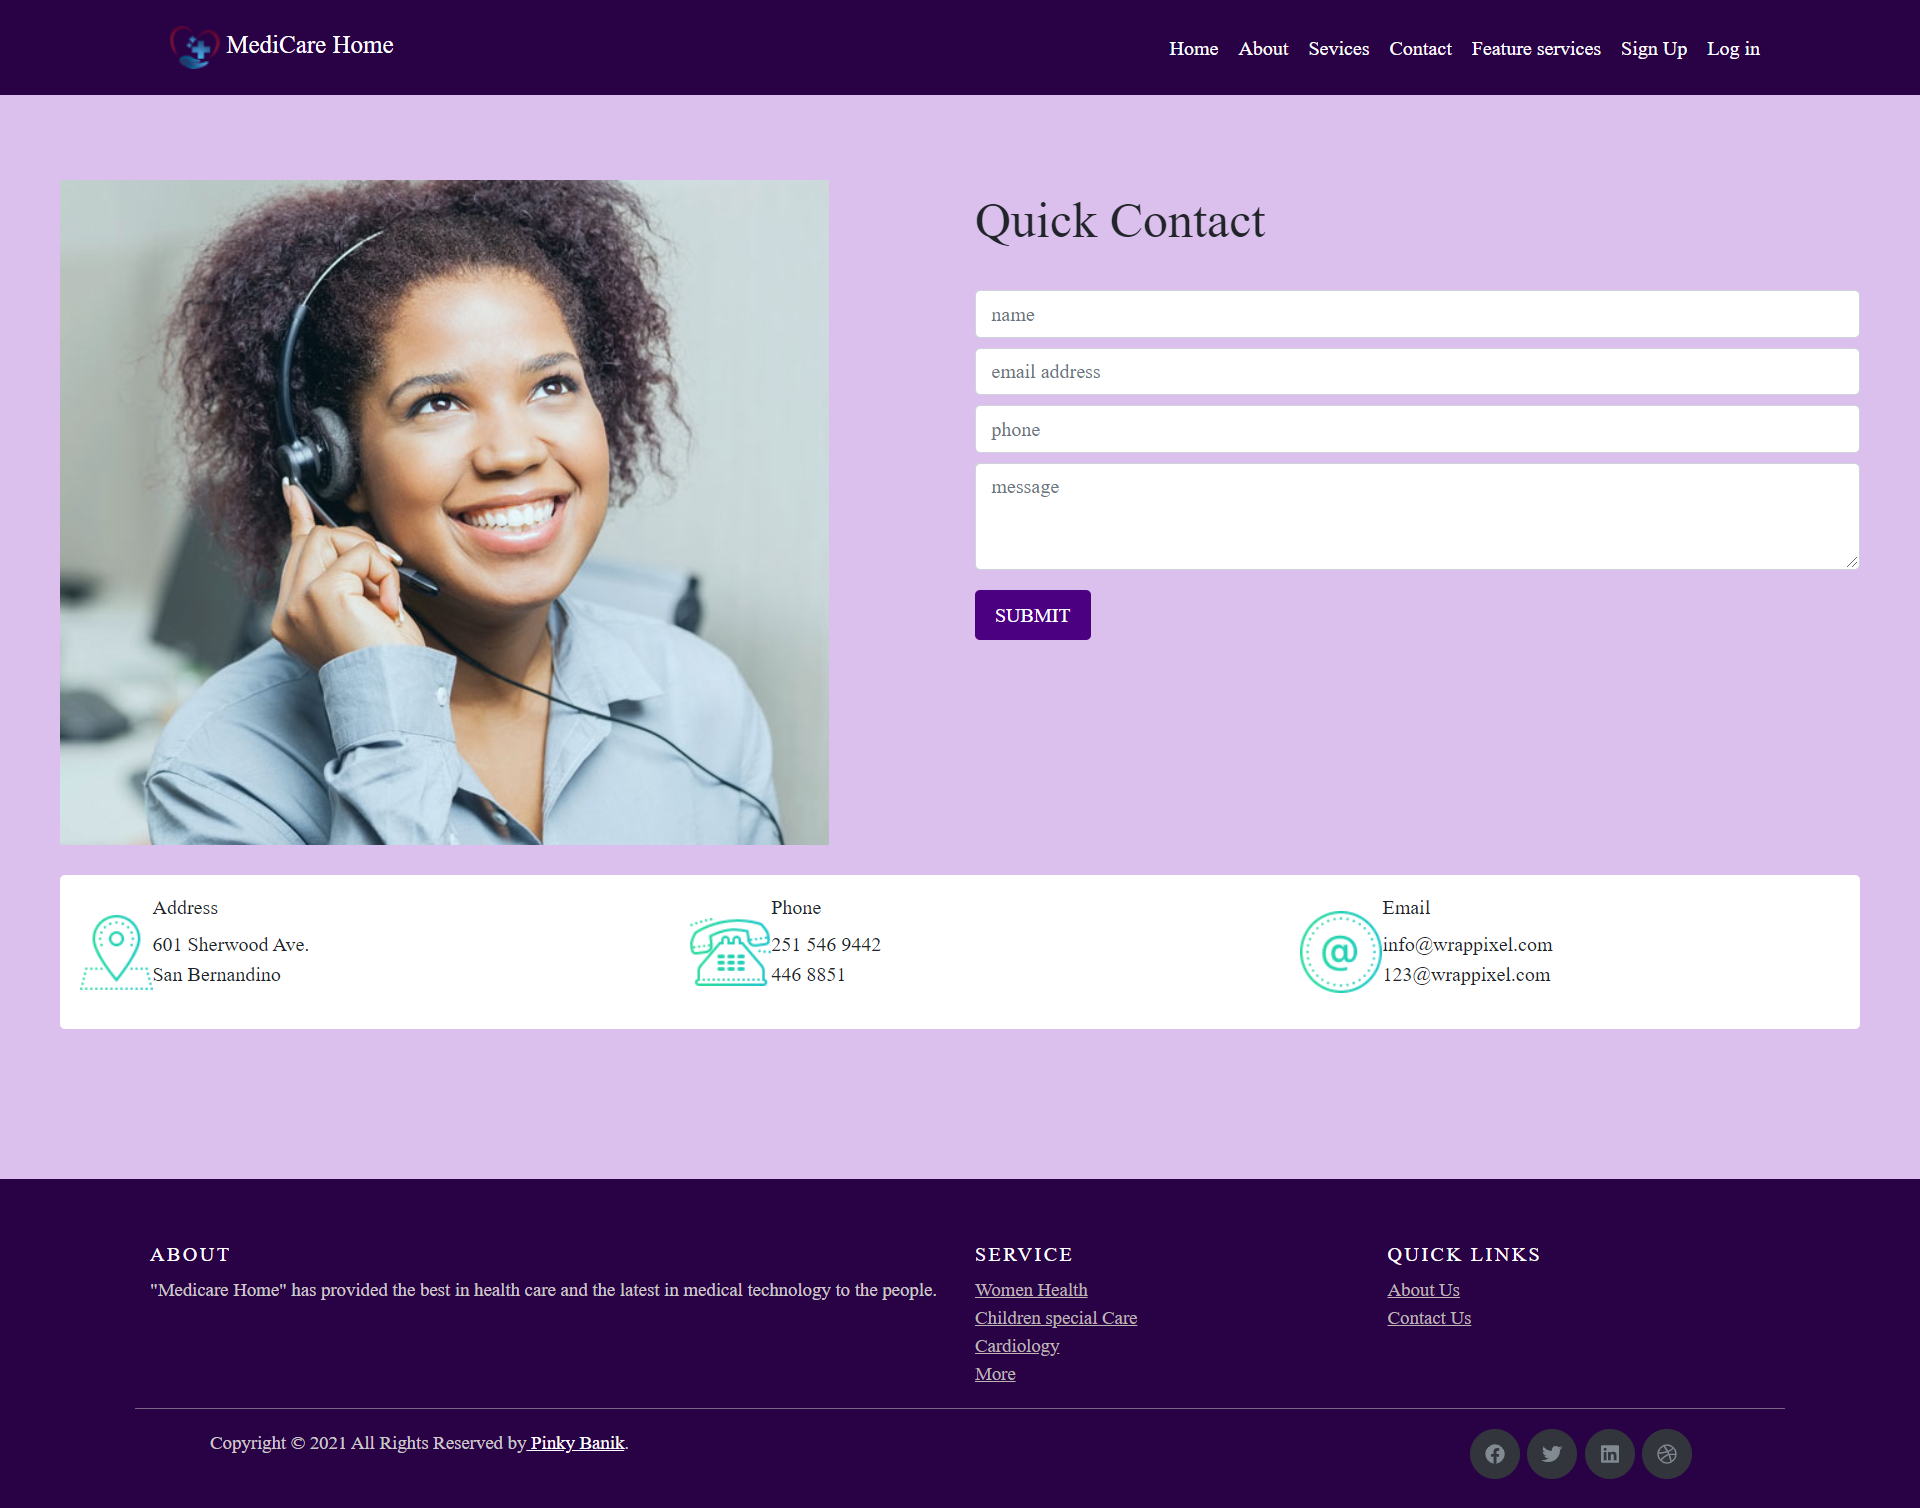 MediCare Home
Home About Sevices Contact Feature services Sign Up Log in
Quick Contact
name
email address
phone
message
SUBMIT
Address
601 Sherwood Ave.
San Bernandino
Phone
251 546 9442
446 8851
Email
info@wrappixel.com
123@wrappixel.com
ABOUT
"Medicare Home" has provided the best in health care and the latest in medical technology to the people.
SERVICE
Women Health
Children special Care
Cardiology
More
QUICK LINKS
About Us
Contact Us
Copyright © 2021 All Rights Reserved by Pinky Banik.